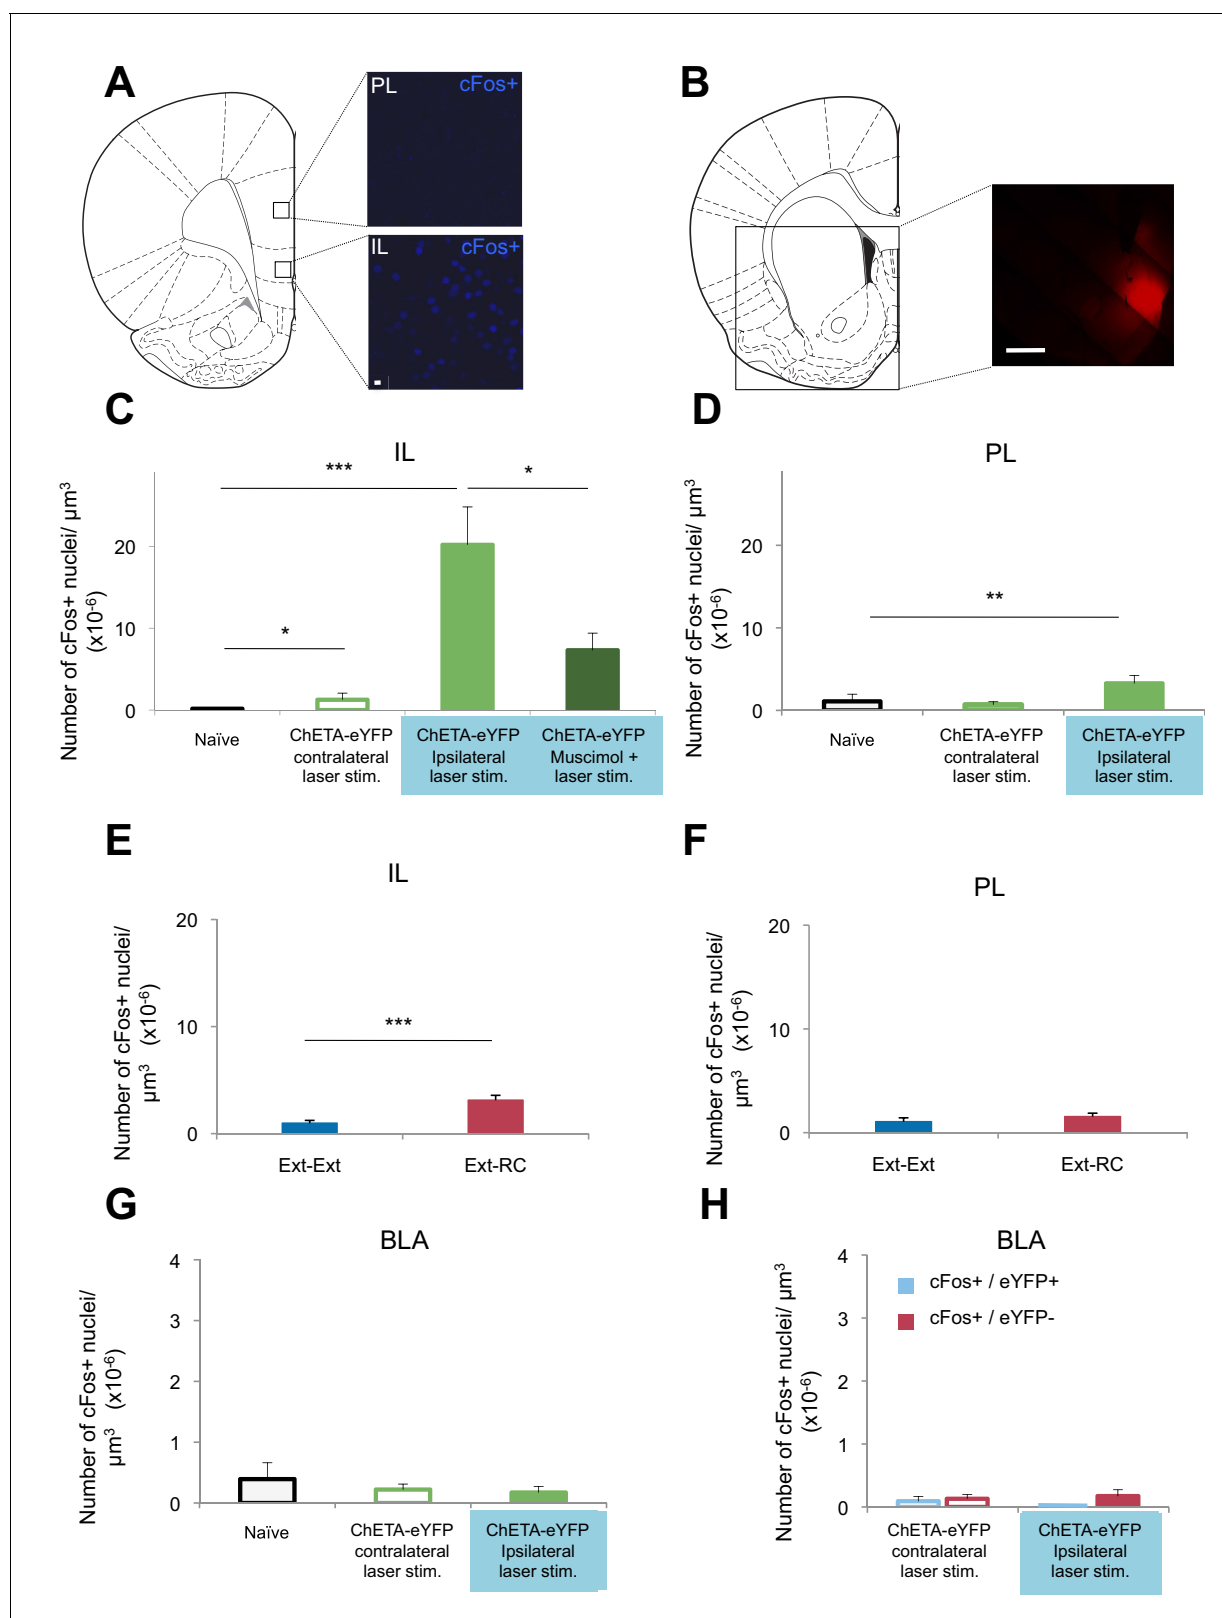 A
PL
cFos+
IL
cFos+
B
C
IL
***
*
*
Number of cFos+ nuclei/ µm³
(x10⁻⁶)
20
10
0
Naïve
ChETA-eYFP
contralateral
laser stim.
ChETA-eYFP
Ipsilateral
laser stim.
ChETA-eYFP
Muscimol +
laser stim.
D
PL
**
Number of cFos+ nuclei/ µm³
(x10⁻⁶)
20
10
0
Naïve
ChETA-eYFP
contralateral
laser stim.
ChETA-eYFP
Ipsilateral
laser stim.
E
IL
***
Number of cFos+ nuclei/
µm³ (x10⁻⁶)
20
10
0
Ext-Ext
Ext-RC
F
PL
Number of cFos+ nuclei/
µm³ (x10⁻⁶)
20
10
0
Ext-Ext
Ext-RC
G
BLA
Number of cFos+ nuclei/
µm³ (x10⁻⁶)
4
3
2
1
0
Naïve
ChETA-eYFP
contralateral
laser stim.
ChETA-eYFP
Ipsilateral
laser stim.
H
BLA
cFos+ / eYFP+
cFos+ / eYFP-
Number of cFos+ nuclei/ µm³
(x10⁻⁶)
4
3
2
1
0
ChETA-eYFP
contralateral
laser stim.
ChETA-eYFP
Ipsilateral
laser stim.